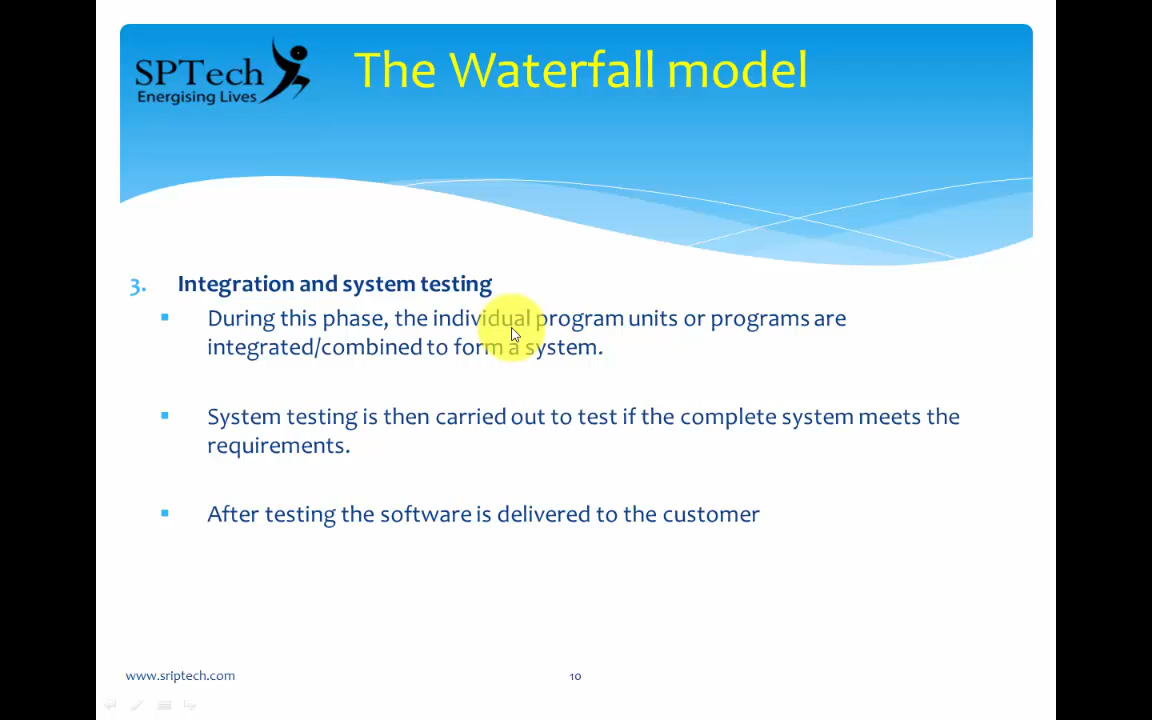 SPTech
Energising Lives
The Waterfall model
3. Integration and system testing
During this phase, the individual program units or programs are
integrated/combined to form a system.
System testing is then carried out to test if the complete system meets the
requirements.
After testing the software is delivered to the customer
www.sriptech.com
10